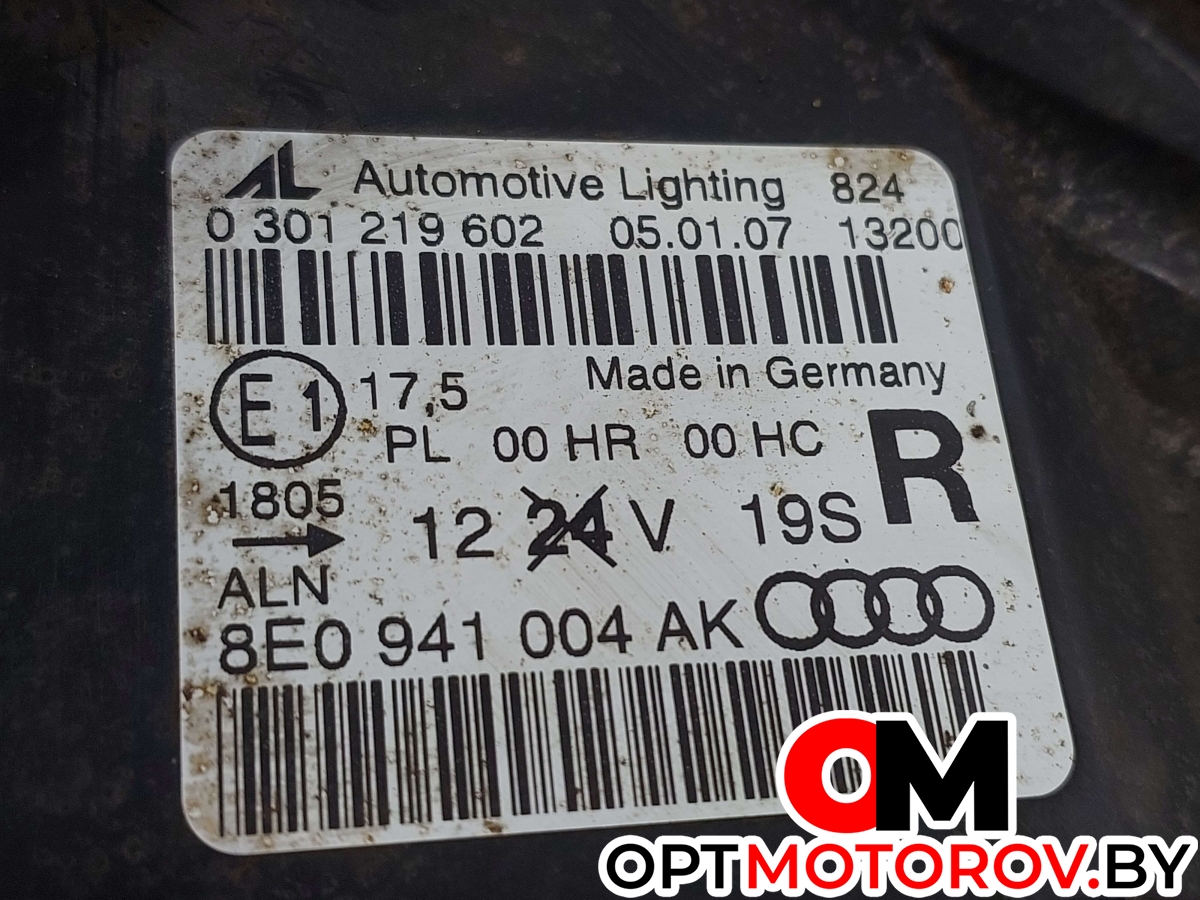 AL Automotive Lighting 824
0 301 219 602 05.01.07 13200
Made in Germany
E1 17,5
PL 00 HR 00 HC R
1805
12 24 V 19S
ALN
8E0 941 004 AK
OM
OPTMOTOROV.BY